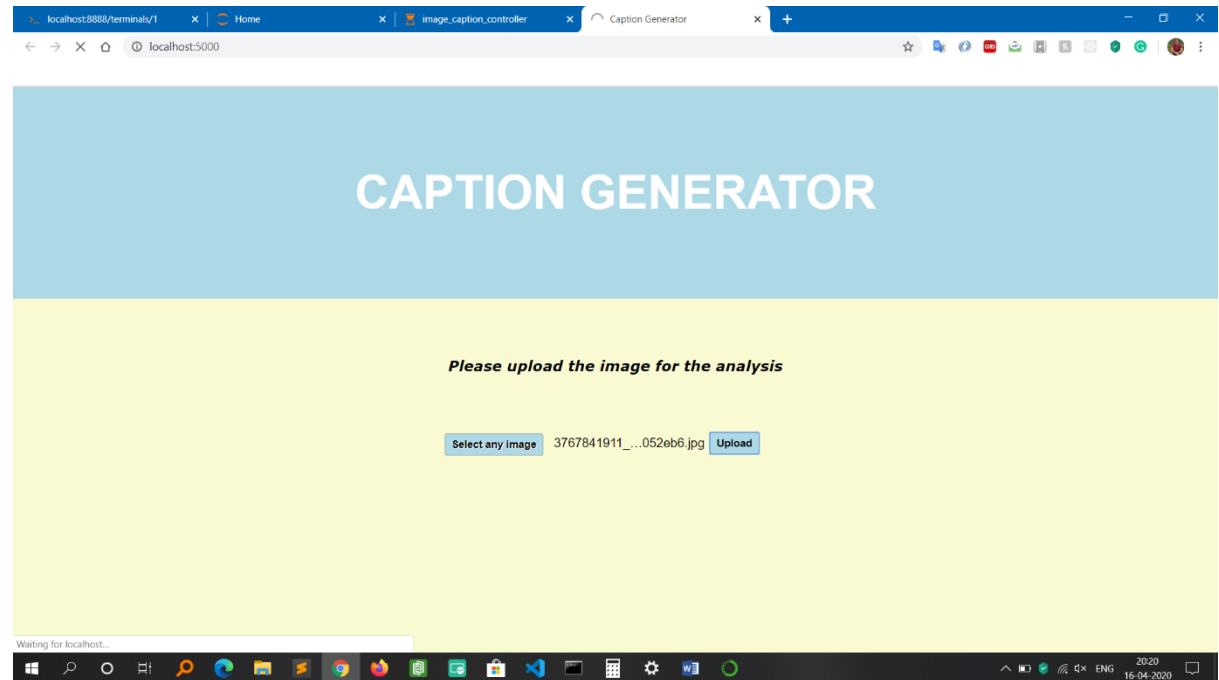 localhost:8888/terminals/1
Home
image_caption_controller
Caption Generator
localhost:5000
CAPTION GENERATOR
Please upload the image for the analysis
Select any image 3767841911_...052eb6.jpg Upload
Waiting for localhost...
ENG
20:20
16-04-2020